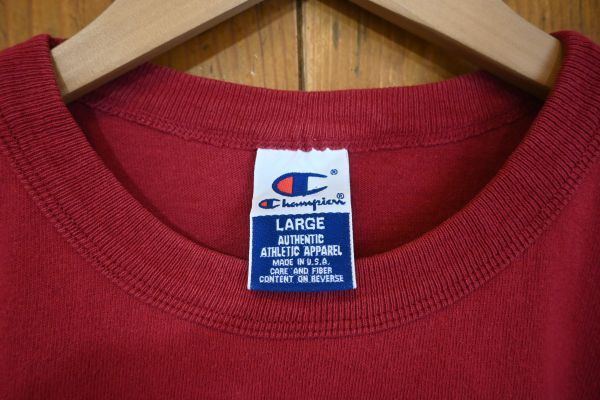 C®
Champion®
LARGE
AUTHENTIC
ATHLETIC APPAREL
MADE IN U.S.A.
CARE AND FIBER
CONTENT ON REVERSE